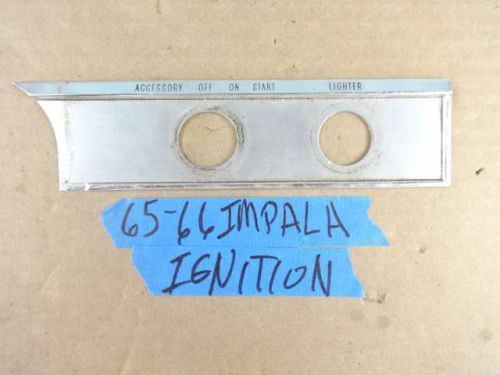 ACCESSORY OFF ON START LIGHTER
65-66 IMPALA
IGNITION